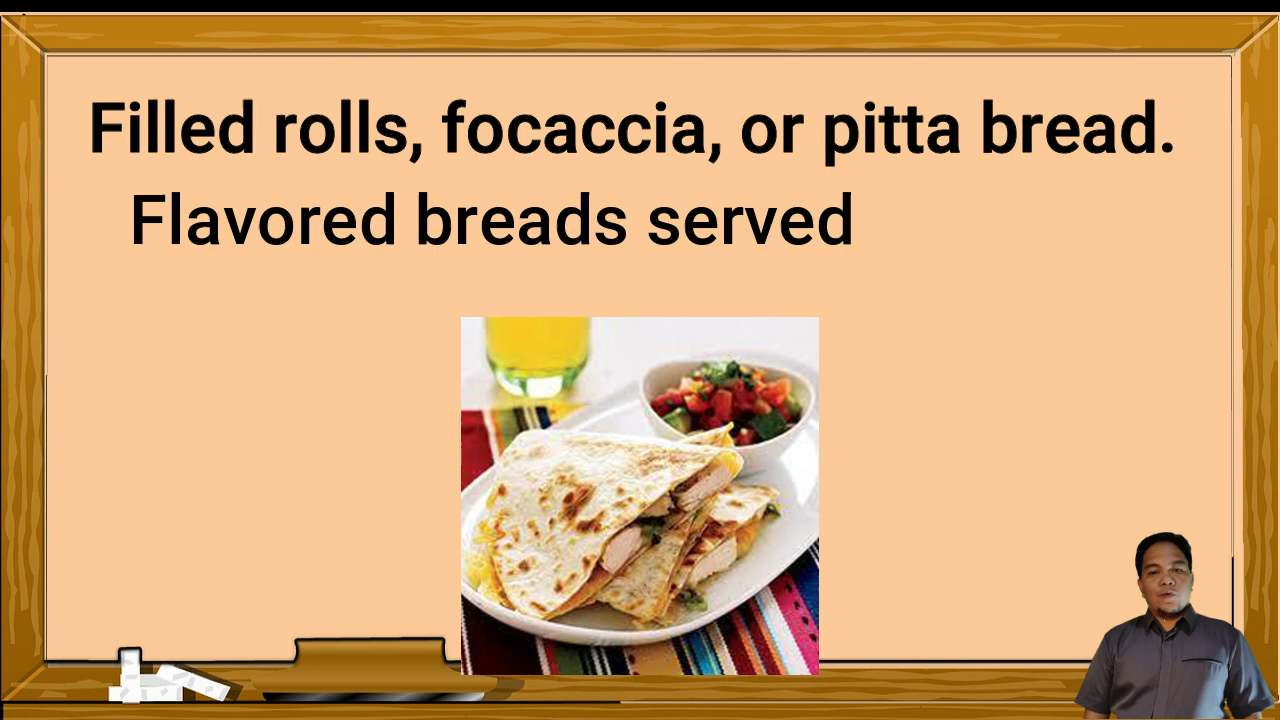 Filled rolls, focaccia, or pitta bread.
Flavored breads served